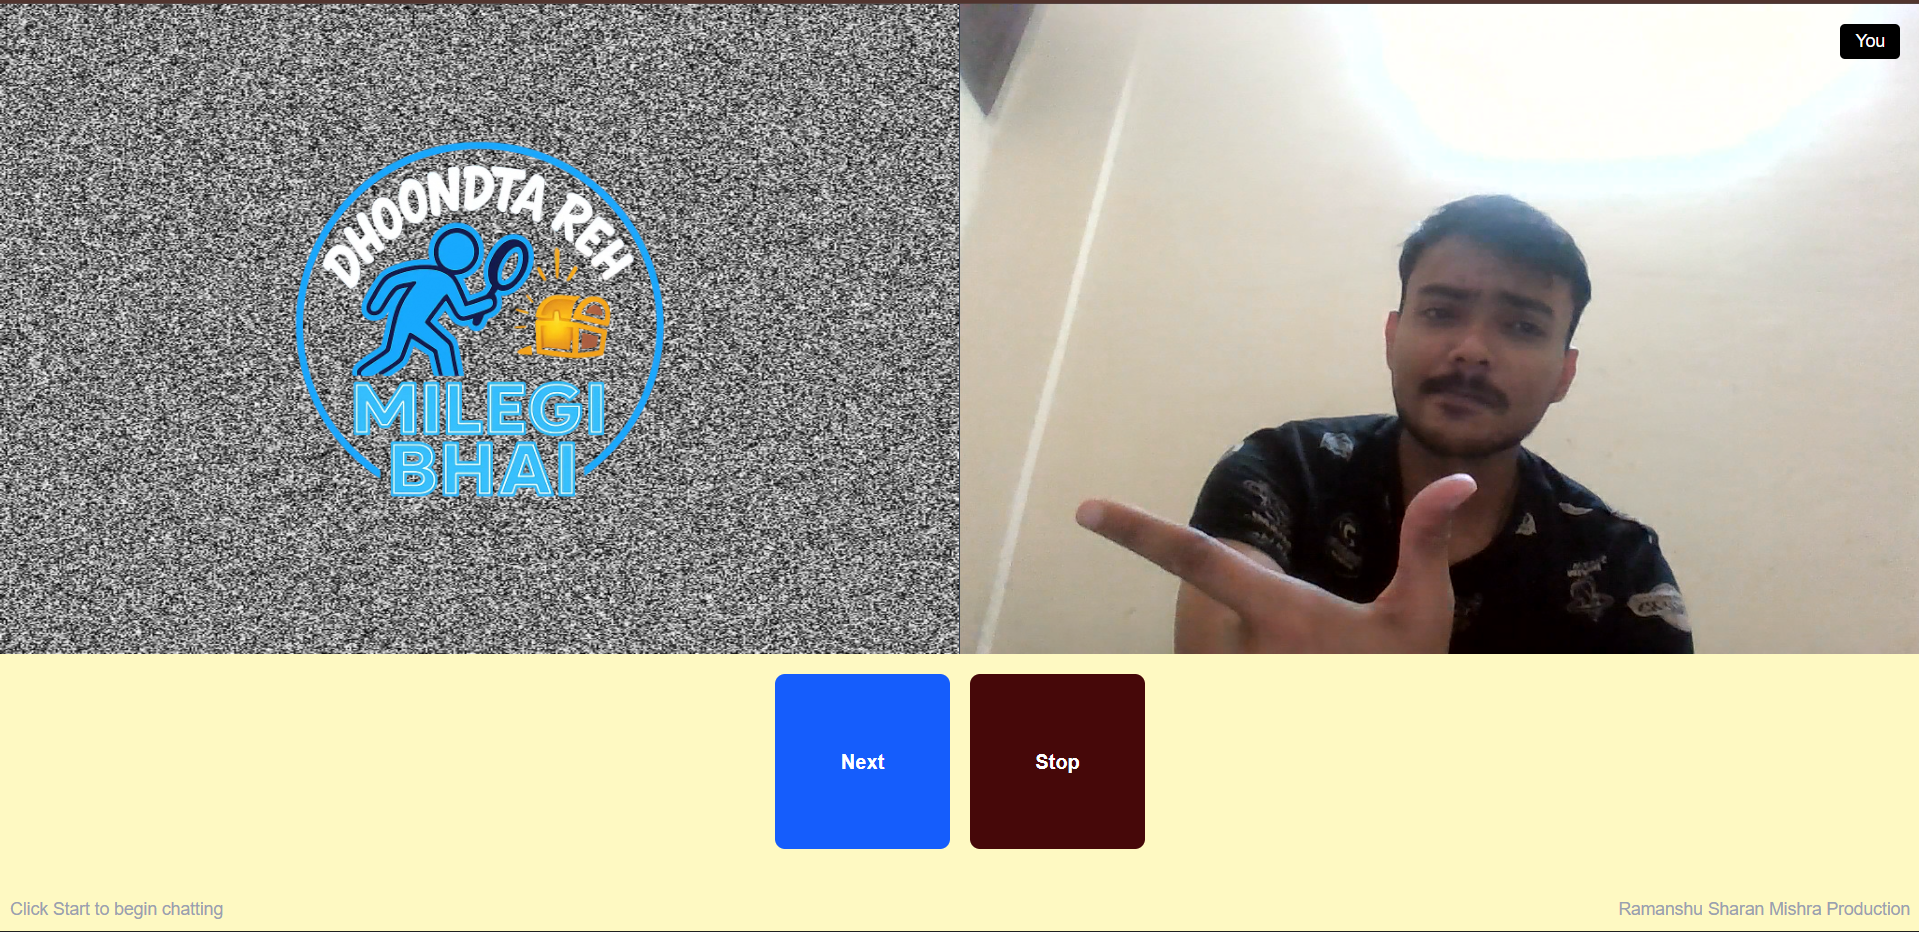 DHOONDTA REH
MILEGI
BHAI
You
Next
Stop
Click Start to begin chatting
Ramanshu Sharan Mishra Production